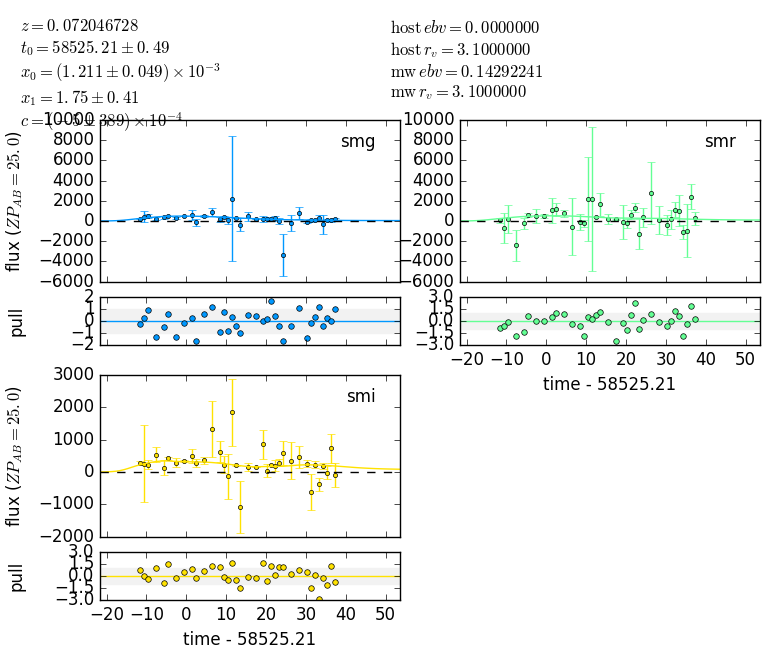 z = 0.072046728
t₀ = 58525.21 ± 0.49
x₀ = (1.211 ± 0.049) × 10⁻³
x₁ = 1.75 ± 0.41
host ebv = 0.0000000
host r_v = 3.1000000
mw ebv = 0.14292241
mw r_v = 3.1000000
10000
8000
6000
4000
2000
0
−2000
−4000
−6000
flux (ZP_AB = 25.0)
smg
2
1
0
−1
−2
pull
10000
8000
6000
4000
2000
0
−2000
−4000
−6000
smr
3.0
1.5
0.0
−1.5
−3.0
−20 −10 0 10 20 30 40 50
time - 58525.21
3000
2000
1000
0
−1000
−2000
flux (ZP_AB = 25.0)
smi
3.0
1.5
0.0
−1.5
−3.0
pull
−20 −10 0 10 20 30 40 50
time - 58525.21